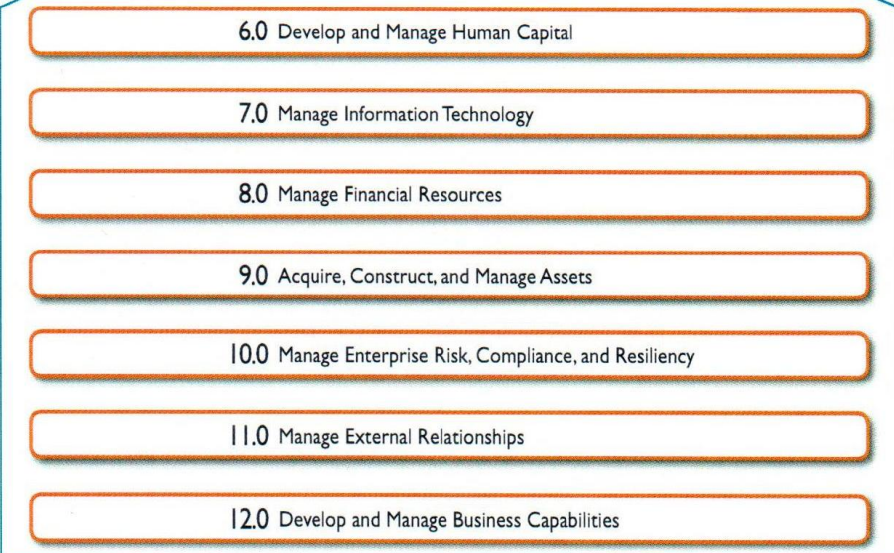 6.0 Develop and Manage Human Capital
7.0 Manage Information Technology
8.0 Manage Financial Resources
9.0 Acquire, Construct, and Manage Assets
10.0 Manage Enterprise Risk, Compliance, and Resiliency
11.0 Manage External Relationships
12.0 Develop and Manage Business Capabilities